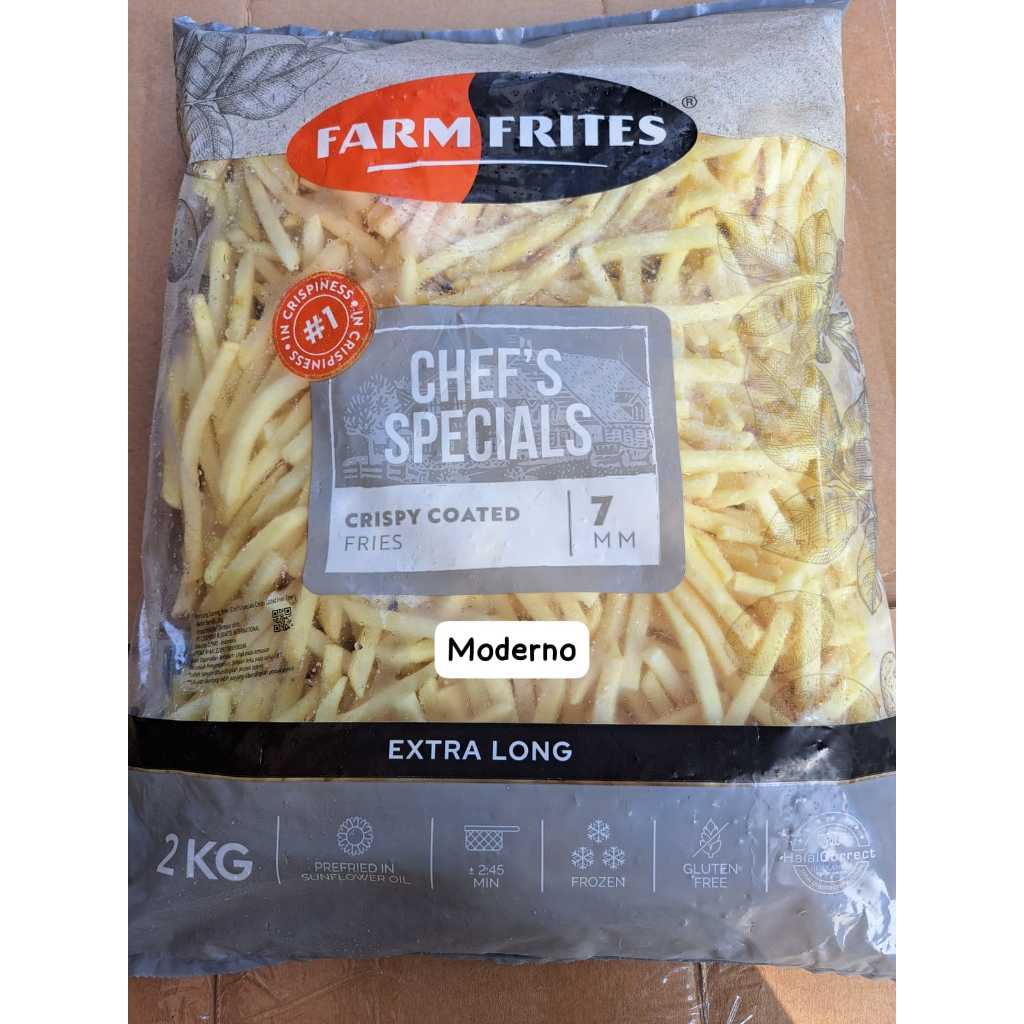 FARM FRITES ®
IN CRISPINESS • IN CRISPINESS •
#1
CHEF'S
SPECIALS
CRISPY COATED
FRIES
7
MM
Moderno
EXTRA LONG
2KG
PREFRIED IN
SUNFLOWER OIL
± 2:45
MIN
FROZEN
GLUTEN
FREE
HalalCorrect